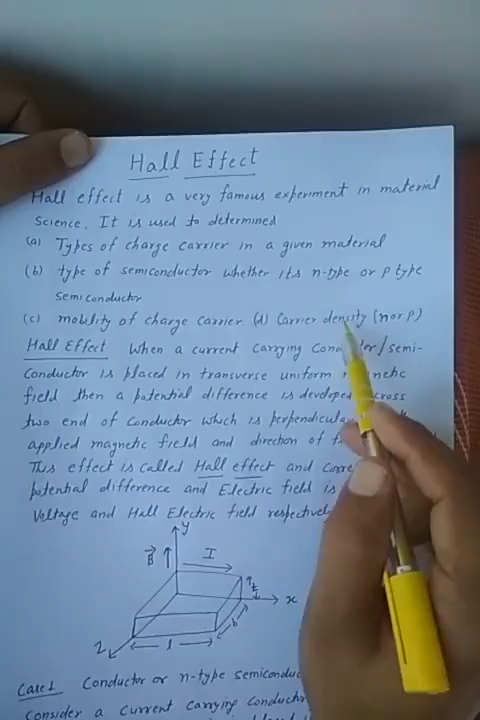 Hall Effect
Hall effect is a very famous experiment in material
Science. It is used to determined
(a) Types of charge carrier in a given material
(b) type of semiconductor whether its n-type or p type
semiconductor
(c) mobility of charge carrier. (d) Carrier density (n or p)
Hall Effect When a current carrying /semi-
conductor is placed in transverse uniform
field then a potential difference is developed
two end of conductor which is perpendicular
applied magnetic field and direction of
This effect is called Hall effect and
potential difference and Electric field is
Voltage and Hall Electric field respectively
y
B I
t
x
b
z l
Case 1 Conductor or n-type
Consider a current carrying